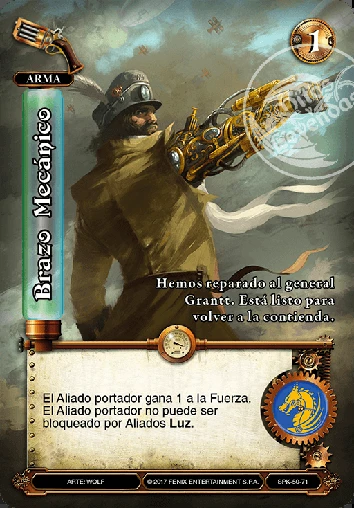 1
ARMA
Brazo Mecánico
Hemos reparado al general
Grantt. Está listo para
volver a la contienda.
El Aliado portador gana 1 a la Fuerza.
El Aliado portador no puede ser
bloqueado por Aliados Luz.
ARTE: WOLF
© 2017 FENIX ENTERTAINMENT S.P.A.